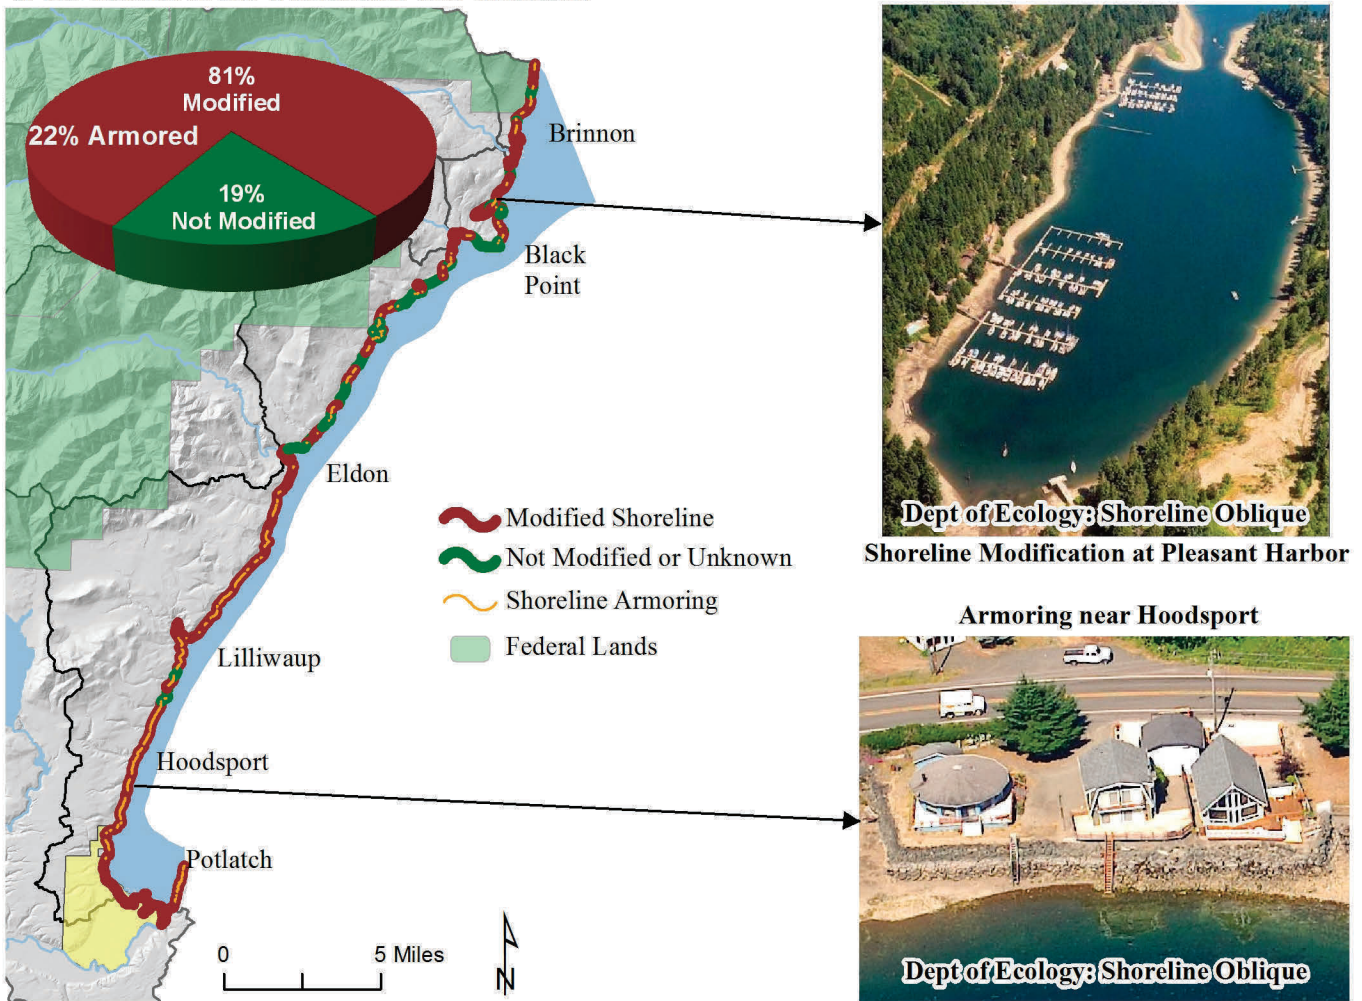 81%
Modified
22% Armored
19%
Not Modified
Brinnon
Black
Point
Eldon
Modified Shoreline
Not Modified or Unknown
Shoreline Armoring
Federal Lands
Lilliwaup
Hoodsport
Potlatch
0 5 Miles
N
Dept of Ecology: Shoreline Oblique
Shoreline Modification at Pleasant Harbor
Armoring near Hoodsport
Dept of Ecology: Shoreline Oblique